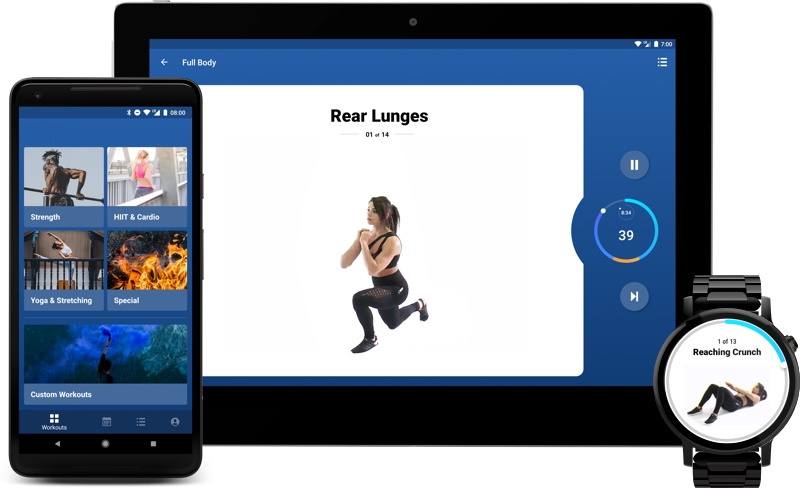 7:00
Full Body
Rear Lunges
01 of 14
8:34
39
08:00
Strength
HIIT & Cardio
Yoga & Stretching
Special
Custom Workouts
Workouts
1 of 13
Reaching Crunch